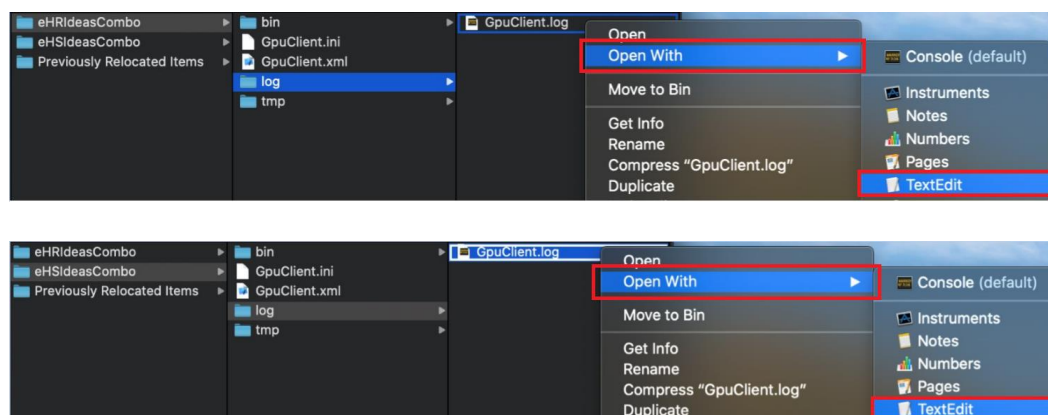 eHRIdeasCombo
eHSIdeasCombo
Previously Relocated Items
bin
GpuClient.ini
GpuClient.xml
log
tmp
GpuClient.log
Open
Open With
Move to Bin
Get Info
Rename
Compress “GpuClient.log”
Duplicate
Console (default)
Instruments
Notes
Numbers
Pages
TextEdit
eHRIdeasCombo
eHSIdeasCombo
Previously Relocated Items
bin
GpuClient.ini
GpuClient.xml
log
tmp
GpuClient.log
Open
Open With
Move to Bin
Get Info
Rename
Compress “GpuClient.log”
Duplicate
Console (default)
Instruments
Notes
Numbers
Pages
TextEdit